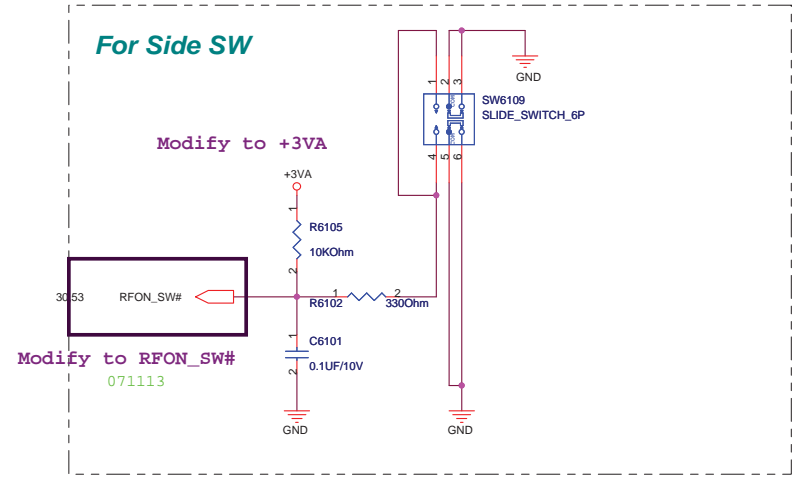 For Side SW
1 2 3
GND
SW6109
SLIDE_SWITCH_6P
COM
COM
4 5 6
Modify to +3VA
+3VA
1
R6105
10KOhm
2
30,53 RFON_SW#
1 2
R6102 330Ohm
1
C6101
0.1UF/10V
2
Modify to RFON_SW#
071113
GND
GND